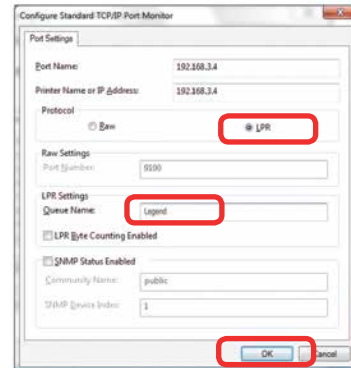 Configure Standard TCP/IP Port Monitor
Port Settings
Port Name: 192.168.3.4
Printer Name or IP Address: 192.168.3.4
Protocol
Raw LPR
Raw Settings
Port Number: 9100
LPR Settings
Queue Name: Legend
LPR Byte Counting Enabled
SNMP Status Enabled
Community Name: public
SNMP Device Index: 1
OK Cancel